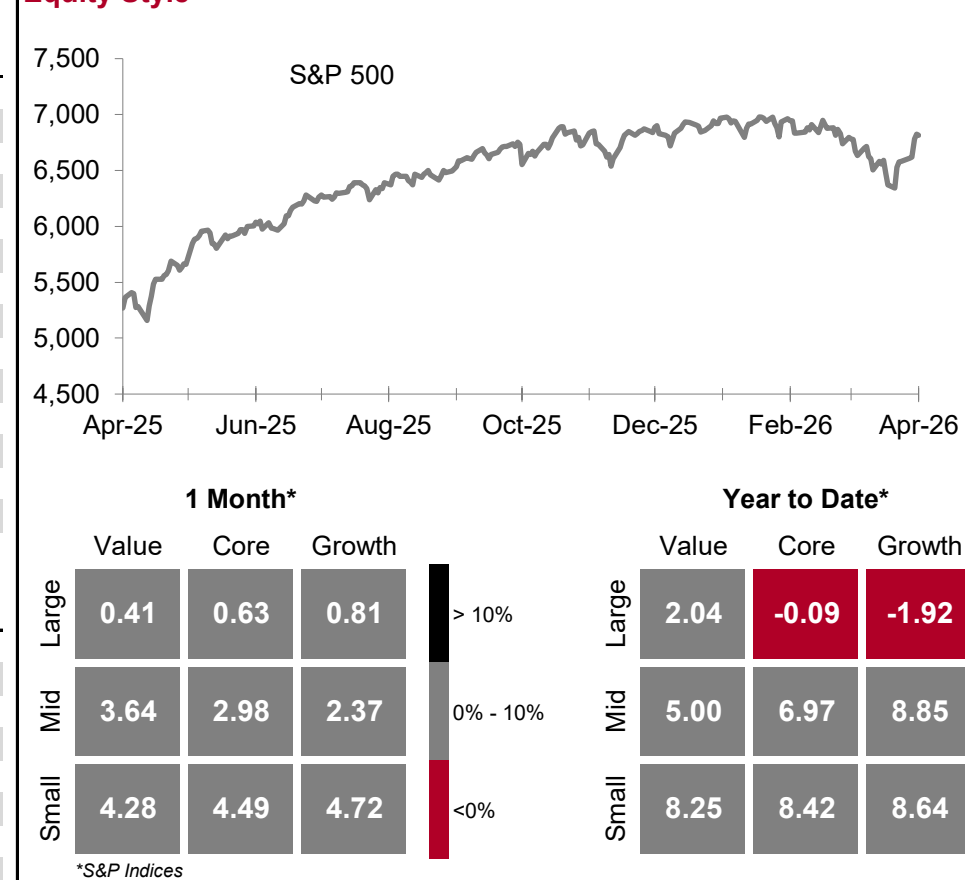 Equity Style
S&P 500
7,500
7,000
6,500
6,000
5,500
5,000
4,500
Apr-25 Jun-25 Aug-25 Oct-25 Dec-25 Feb-26 Apr-26
1 Month*
Value Core Growth
Large 0.41 0.63 0.81
Mid 3.64 2.98 2.37
Small 4.28 4.49 4.72
*S&P Indices
> 10%
0% - 10%
<0%
Year to Date*
Value Core Growth
Large 2.04 -0.09 -1.92
Mid 5.00 6.97 8.85
Small 8.25 8.42 8.64